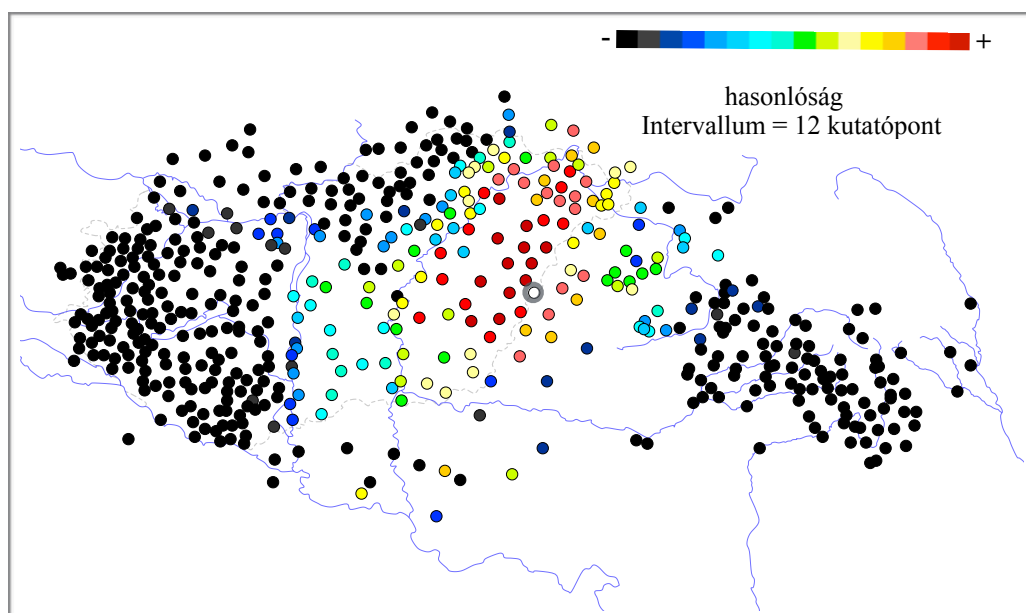 - +
hasonlóság
Intervallum = 12 kutatópont